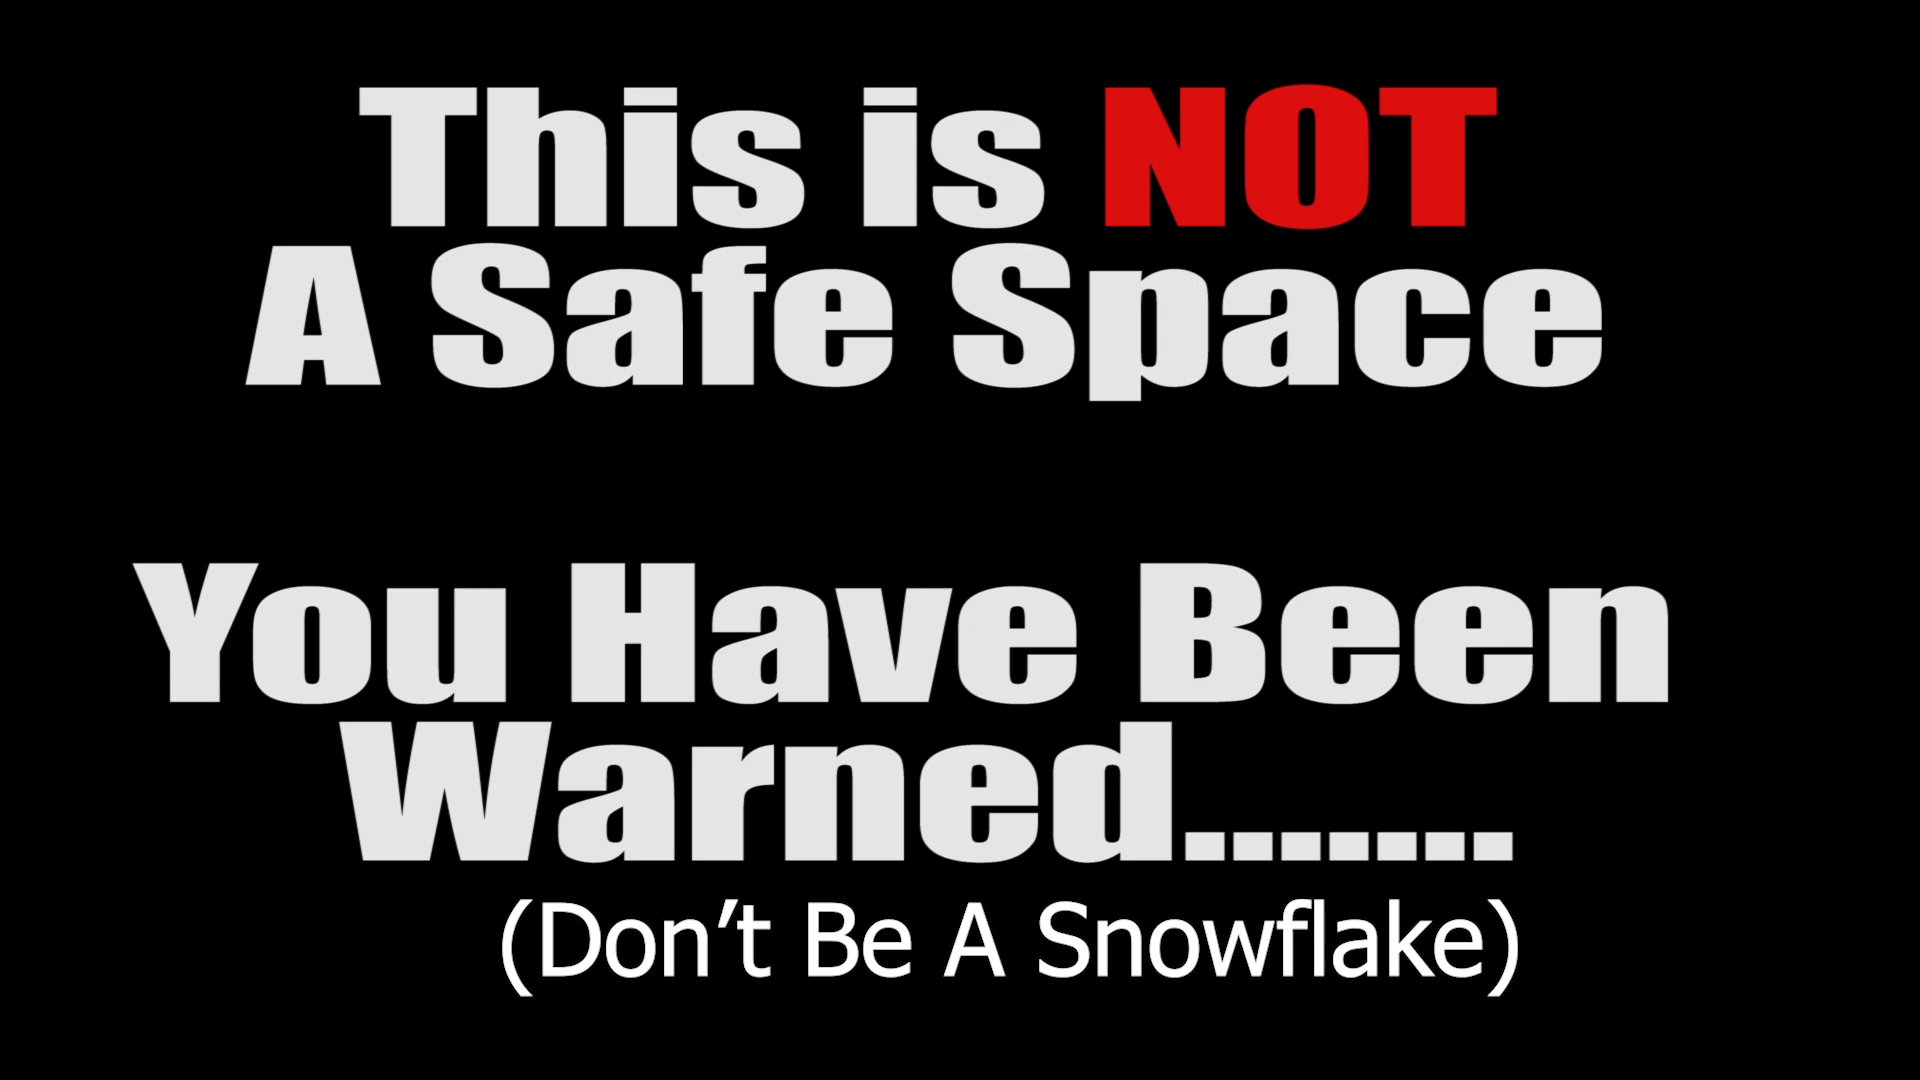 This is NOT
A Safe Space
You Have Been
Warned.......
(Don’t Be A Snowflake)